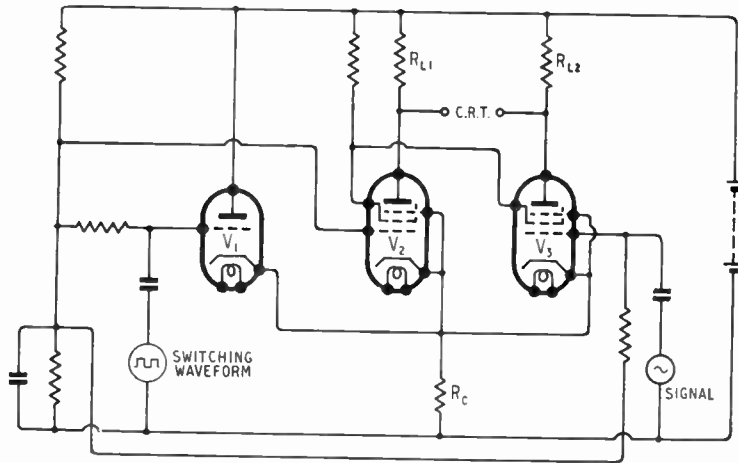 R_L1
R_L2
C.R.T.
V1
V2
V3
SWITCHING
WAVEFORM
R_C
SIGNAL